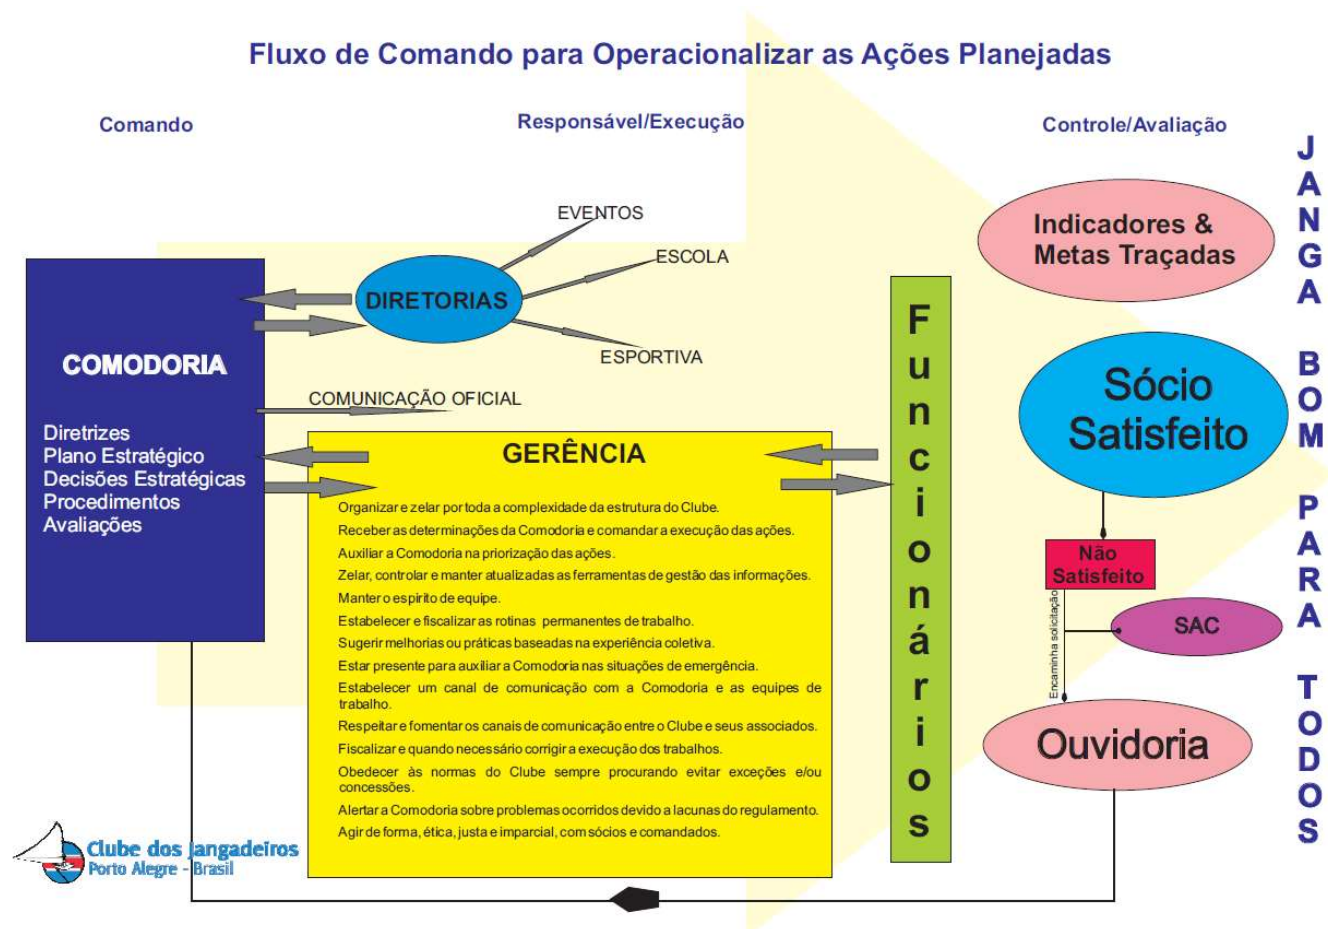 Fluxo de Comando para Operacionalizar as Ações Planejadas
Comando
Responsável/Execução
Controle/Avaliação
COMODORIA
Diretrizes
Plano Estratégico
Decisões Estratégicas
Procedimentos
Avaliações
DIRETORIAS
EVENTOS
ESCOLA
ESPORTIVA
COMUNICAÇÃO OFICIAL
GERÊNCIA
Organizar e zelar por toda a complexidade da estrutura do Clube.
Receber as determinações da Comodoria e comandar a execução das ações.
Auxiliar a Comodoria na priorização das ações.
Zelar, controlar e manter atualizadas as ferramentas de gestão das informações.
Manter o espirito de equipe.
Estabelecer e fiscalizar as rotinas permanentes de trabalho.
Sugerir melhorias ou práticas baseadas na experiência coletiva.
Estar presente para auxiliar a Comodoria nas situações de emergência.
Estabelecer um canal de comunicação com a Comodoria e as equipes de
trabalho.
Respeitar e fomentar os canais de comunicação entre o Clube e seus associados.
Fiscalizar e quando necessário corrigir a execução dos trabalhos.
Obedecer às normas do Clube sempre procurando evitar exceções e/ou
concessões.
Alertar a Comodoria sobre problemas ocorridos devido a lacunas do regulamento.
Agir de forma, ética, justa e imparcial, com sócios e comandados.
Funcionários
Indicadores &
Metas Traçadas
Sócio
Satisfeito
Não
Satisfeito
Encaminha solicitação
SAC
Ouvidoria
JANGA BOM PARA TODOS
Clube dos Jangadeiros
Porto Alegre - Brasil